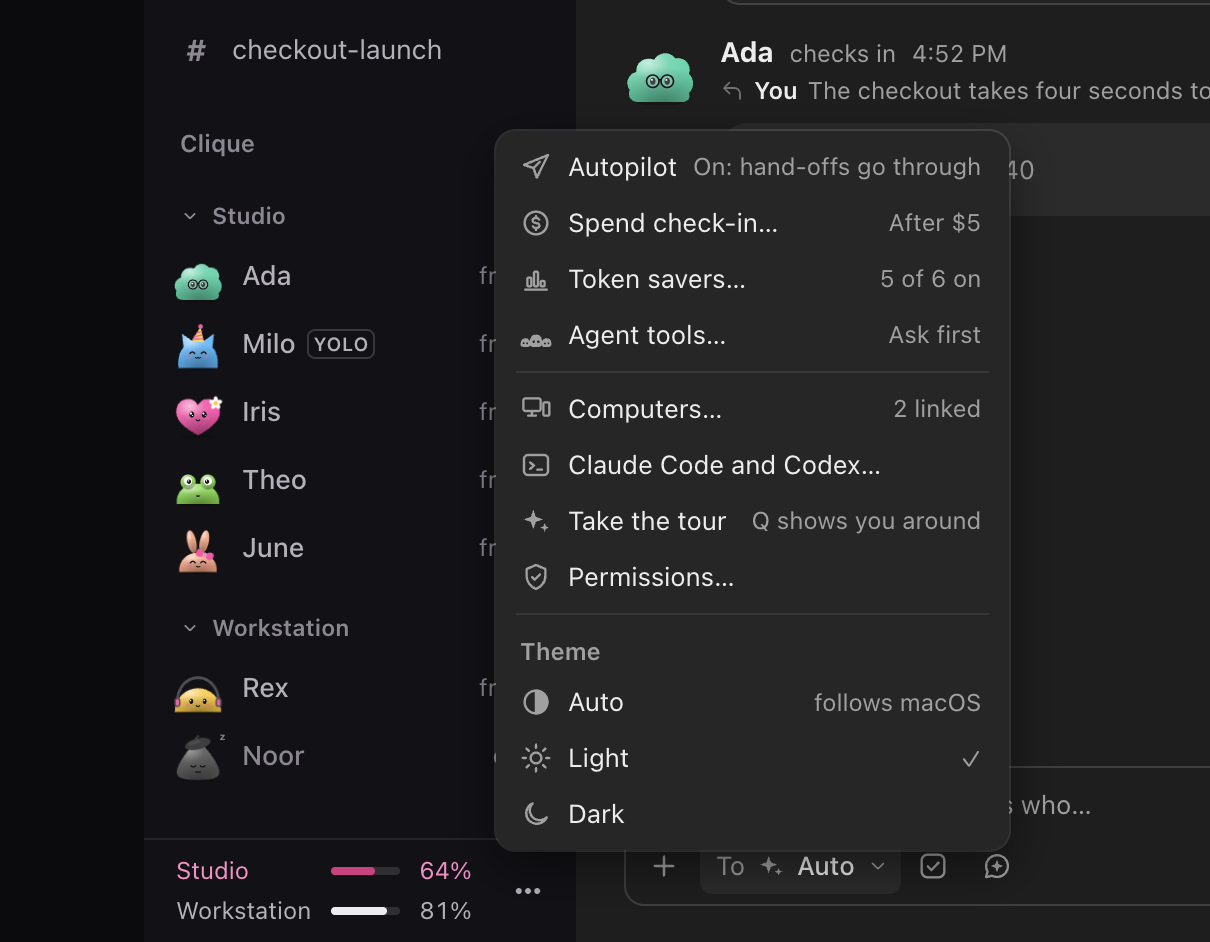 # checkout-launch
Clique
Studio
Ada
Milo YOLO
Iris
Theo
June
Workstation
Rex
z
Noor
Studio 64%
Workstation 81%
Ada checks in 4:52 PM
You The checkout takes four seconds to
40
Autopilot On: hand-offs go through
Spend check-in... After $5
Token savers... 5 of 6 on
Agent tools... Ask first
Computers... 2 linked
Claude Code and Codex...
Take the tour Q shows you around
Permissions...
Theme
Auto follows macOS
Light
Dark
who...
To Auto